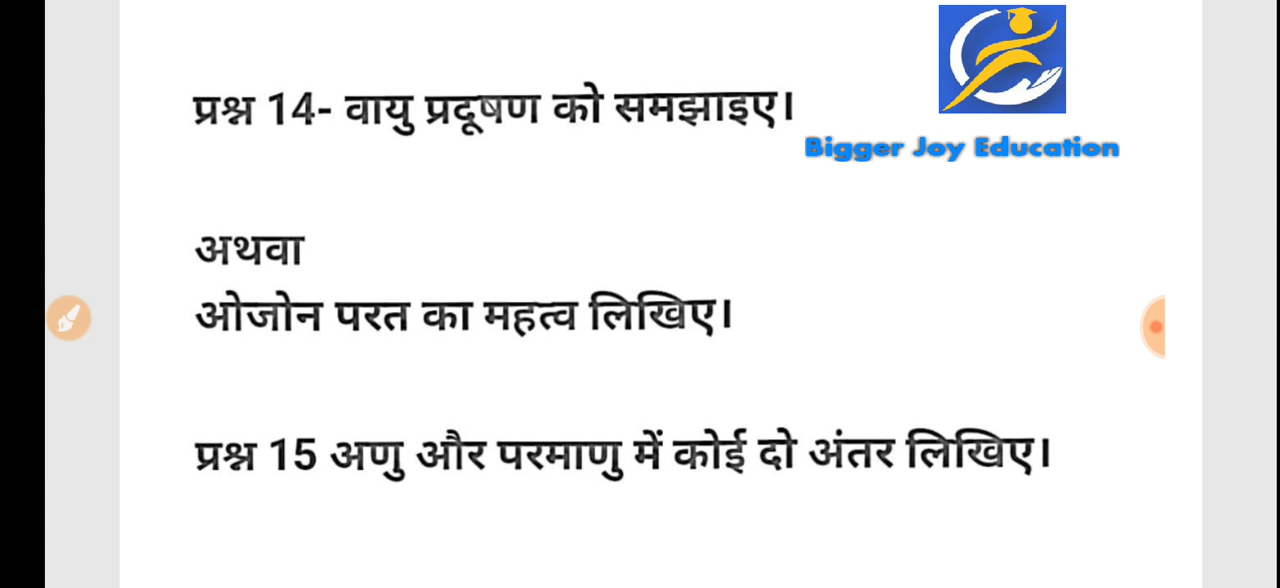 प्रश्न 14- वायु प्रदूषण को समझाइए।
Bigger Joy Education
अथवा
ओजोन परत का महत्व लिखिए।
प्रश्न 15 अणु और परमाणु में कोई दो अंतर लिखिए।